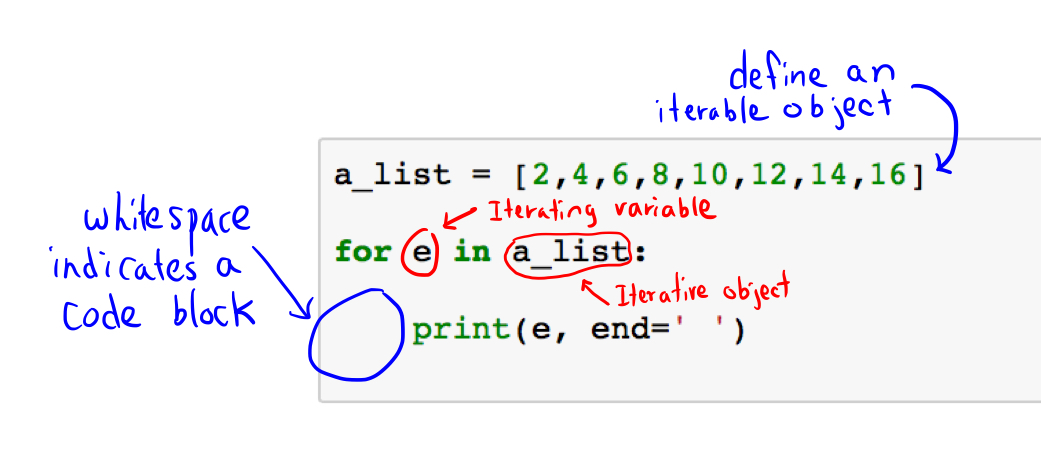 define an
iterable object
a_list = [2,4,6,8,10,12,14,16]
Iterating variable
whitespace
indicates a
code block
for e in a_list:
Iterative object
    print(e, end=' ')